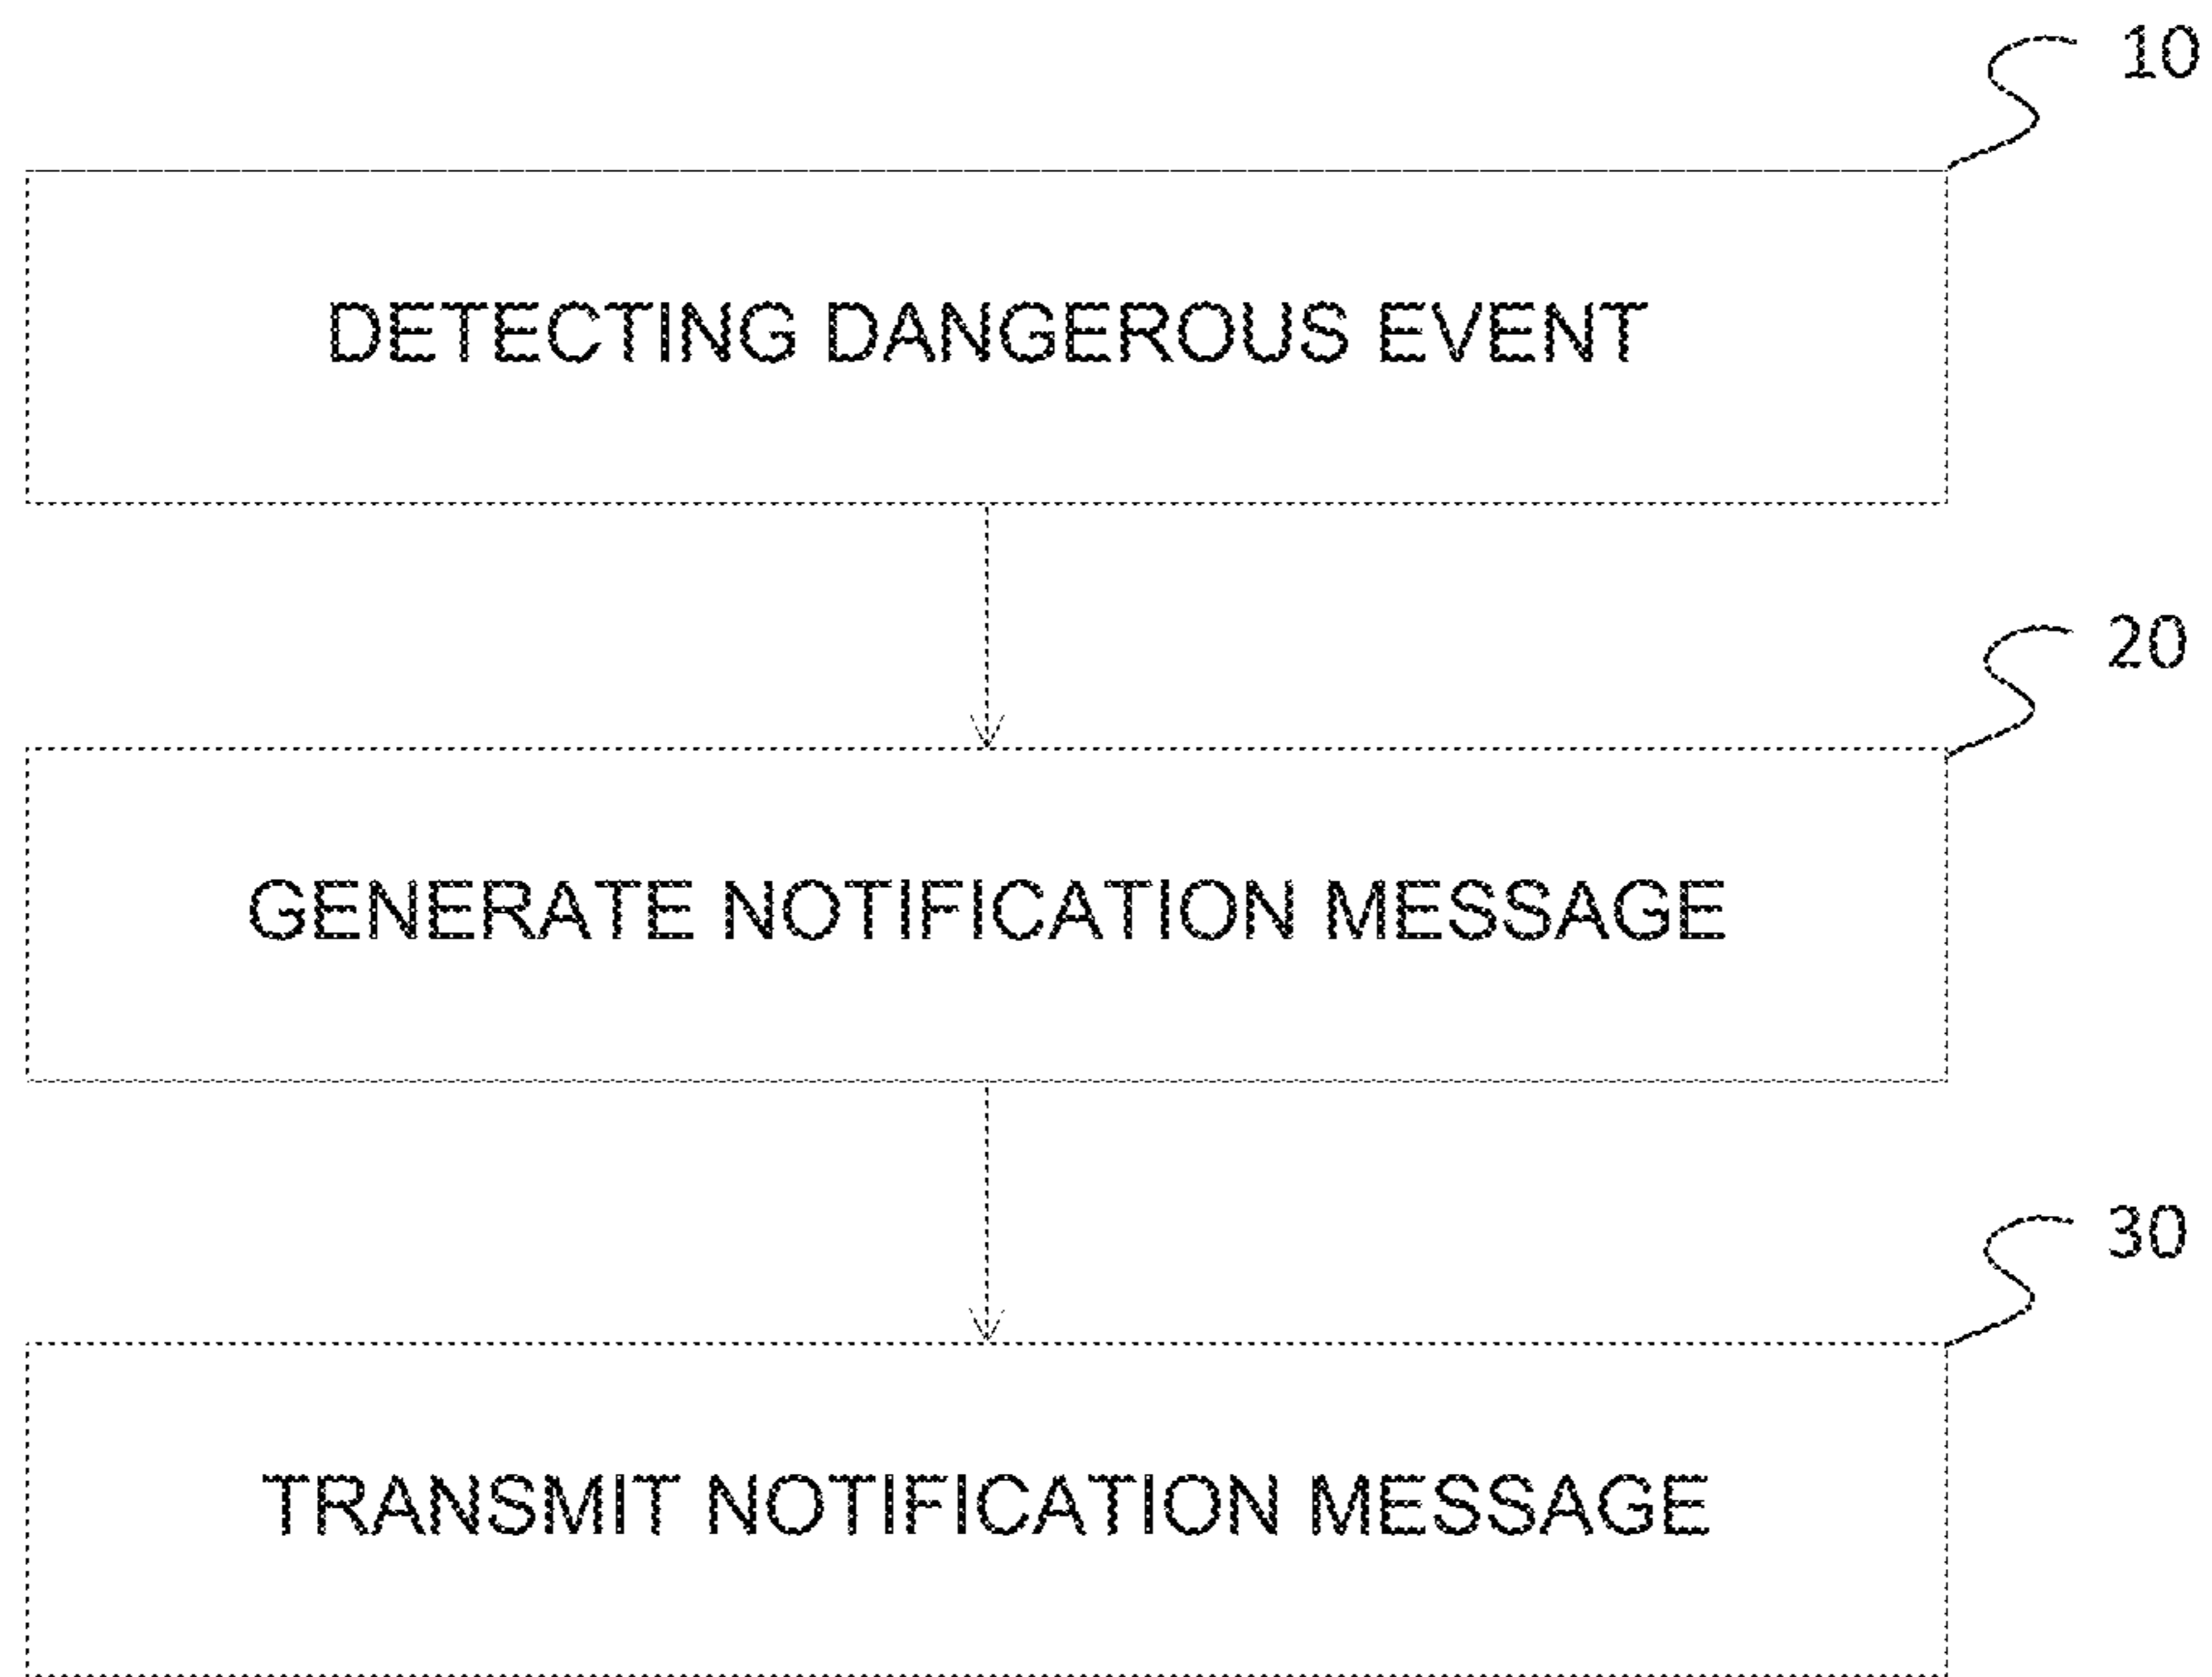 10
DETECTING DANGEROUS EVENT
20
GENERATE NOTIFICATION MESSAGE
30
TRANSMIT NOTIFICATION MESSAGE